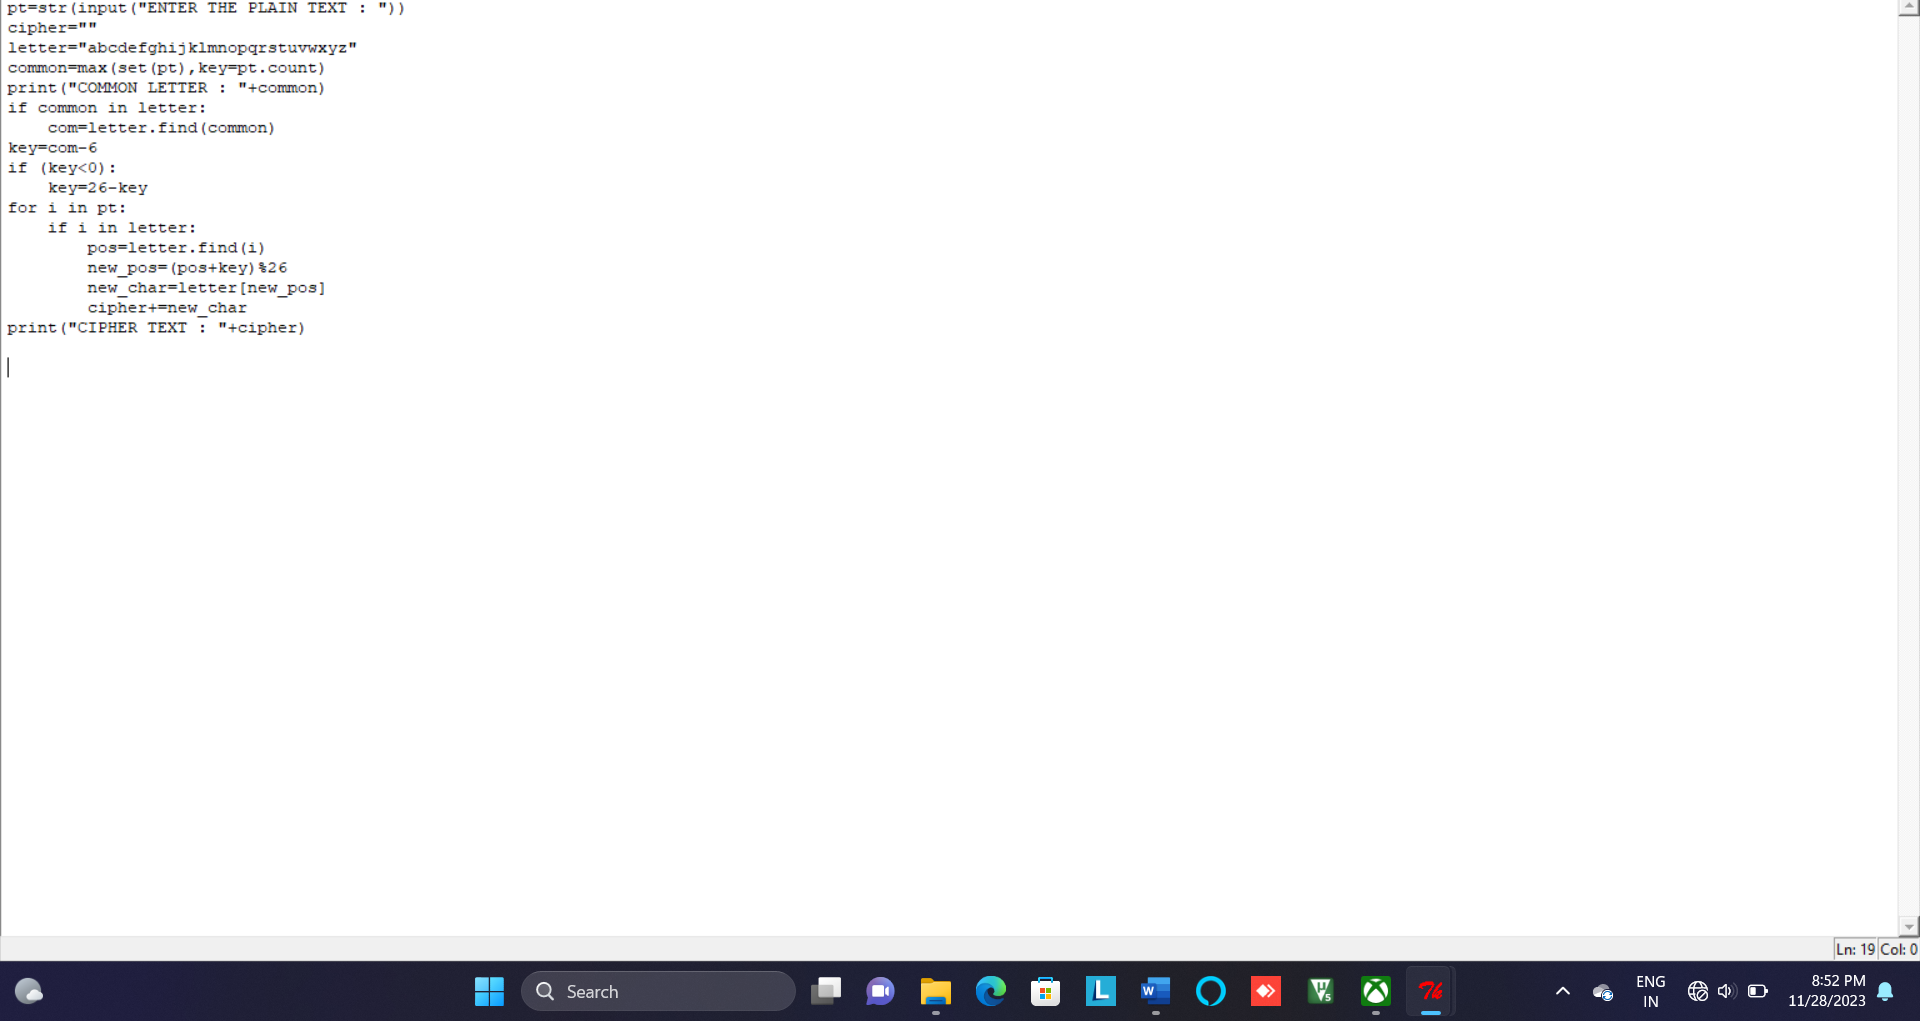 pt=str(input("ENTER THE PLAIN TEXT : "))
cipher=""
letter="abcdefghijklmnopqrstuvwxyz"
common=max(set(pt),key=pt.count)
print("COMMON LETTER : "+common)
if common in letter:
    com=letter.find(common)
key=com-6
if (key<0):
    key=26-key
for i in pt:
    if i in letter:
        pos=letter.find(i)
        new_pos=(pos+key)%26
        new_char=letter[new_pos]
        cipher+=new_char
print("CIPHER TEXT : "+cipher)
Ln: 19 Col: 0
Search
L
W
μV5
7k
ENG
IN
8:52 PM
11/28/2023